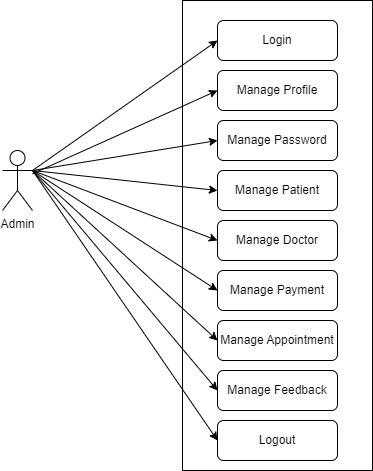 Login
Manage Profile
Manage Password
Manage Patient
Admin
Manage Doctor
Manage Payment
Manage Appointment
Manage Feedback
Logout